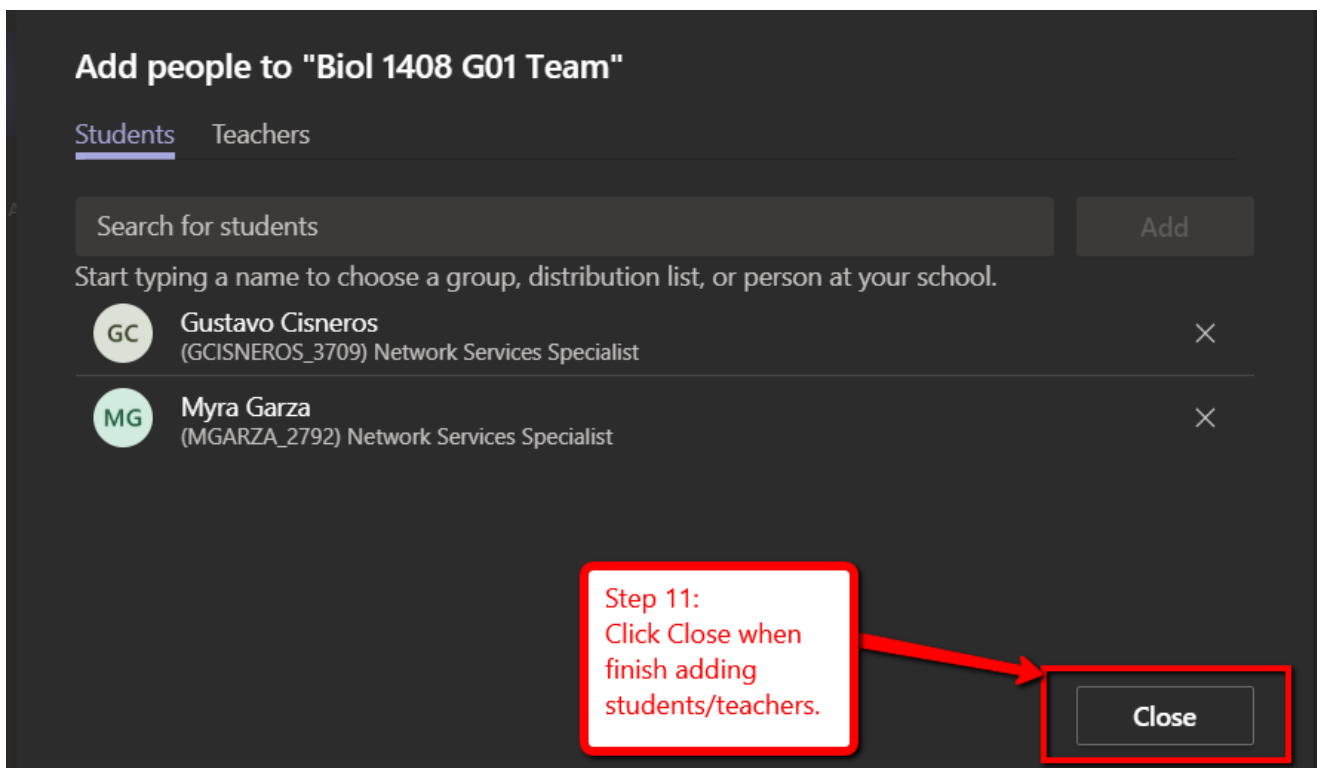 Add people to "Biol 1408 G01 Team"
Students Teachers
Search for students Add
Start typing a name to choose a group, distribution list, or person at your school.
GC Gustavo Cisneros
(GCISNEROS_3709) Network Services Specialist
MG Myra Garza
(MGARZA_2792) Network Services Specialist
Step 11:
Click Close when
finish adding
students/teachers.
Close